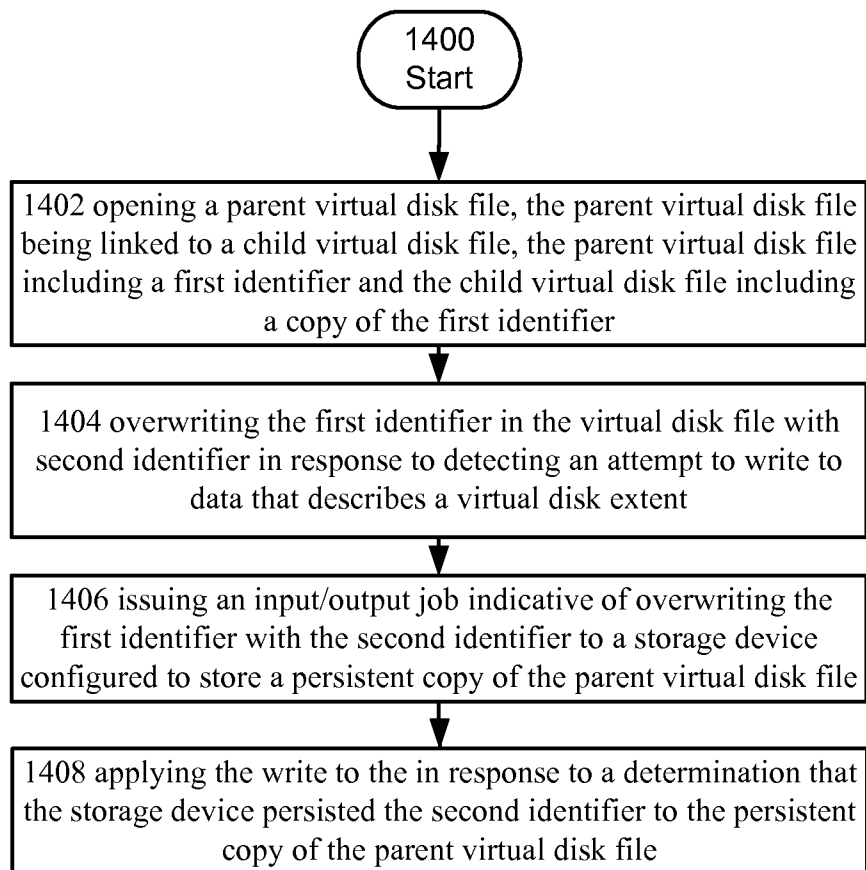 1400
Start
1402 opening a parent virtual disk file, the parent virtual disk file
being linked to a child virtual disk file, the parent virtual disk file
including a first identifier and the child virtual disk file including
a copy of the first identifier
1404 overwriting the first identifier in the virtual disk file with
second identifier in response to detecting an attempt to write to
data that describes a virtual disk extent
1406 issuing an input/output job indicative of overwriting the
first identifier with the second identifier to a storage device
configured to store a persistent copy of the parent virtual disk file
1408 applying the write to the in response to a determination that
the storage device persisted the second identifier to the persistent
copy of the parent virtual disk file